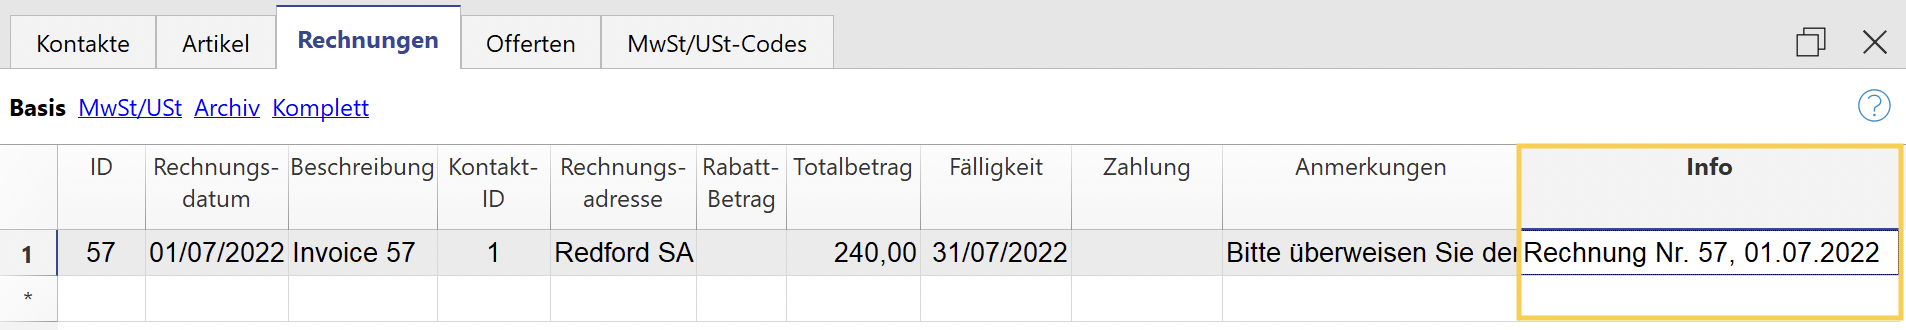 Kontakte Artikel Rechnungen Offerten MwSt/USt-Codes
Basis MwSt/USt Archiv Komplett ?
ID Rechnungs-datum Beschreibung Kontakt-ID Rechnungs-adresse Rabatt-Betrag Totalbetrag Fälligkeit Zahlung Anmerkungen Info
1 57 01/07/2022 Invoice 57 1 Redford SA 240,00 31/07/2022 Bitte überweisen Sie der Rechnung Nr. 57, 01.07.2022
*